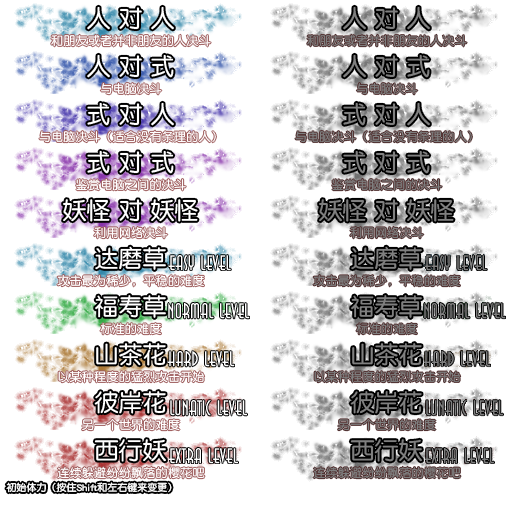 人 对 人
和朋友或者并非朋友的人决斗
人 对 式
与电脑决斗
式 对 人
与电脑决斗（适合没有条理的人）
式 对 式
鉴赏电脑之间的决斗
妖怪 对 妖怪
利用网络决斗
达磨草 EASY LEVEL
攻击最为稀少，平稳的难度
福寿草 NORMAL LEVEL
标准的难度
山茶花 HARD LEVEL
以某种程度的猛烈攻击开始
彼岸花 LUNATIC LEVEL
另一个世界的难度
西行妖 EXTRA LEVEL
连续躲避纷纷飘落的樱花吧
人 对 人
和朋友或者并非朋友的人决斗
人 对 式
与电脑决斗
式 对 人
与电脑决斗（适合没有条理的人）
式 对 式
鉴赏电脑之间的决斗
妖怪 对 妖怪
利用网络决斗
达磨草 EASY LEVEL
攻击最为稀少，平稳的难度
福寿草 NORMAL LEVEL
标准的难度
山茶花 HARD LEVEL
以某种程度的猛烈攻击开始
彼岸花 LUNATIC LEVEL
另一个世界的难度
西行妖 EXTRA LEVEL
连续躲避纷纷飘落的樱花吧
初始体力（按住Shift和左右键来变更）